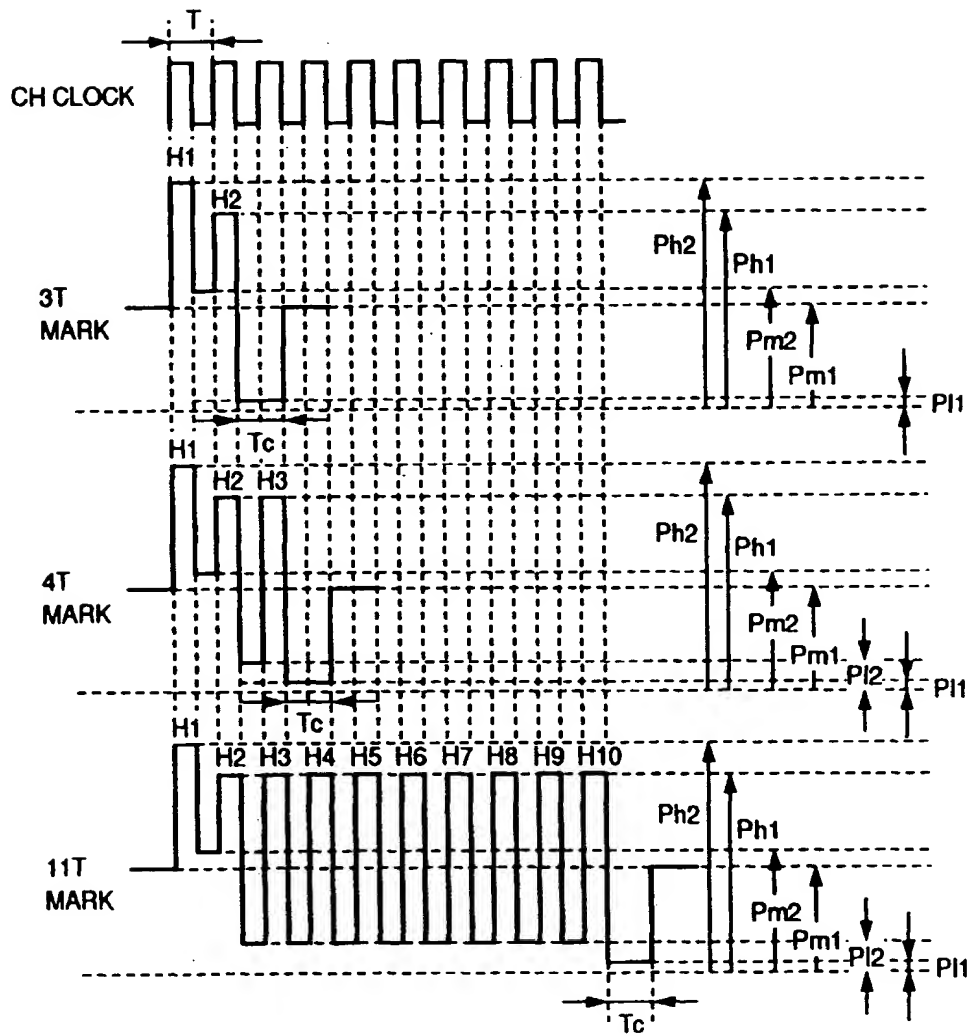 T
CH CLOCK
H1
H2
Ph2
Ph1
3T
MARK
Pm2
Pm1
Pl1
Tc
H1
H2 H3
Ph2
Ph1
4T
MARK
Pm2
Pm1
Pl2
Pl1
Tc
H1
H2 H3 H4 H5 H6 H7 H8 H9 H10
Ph2
Ph1
11T
MARK
Pm2
Pm1
Pl2
Pl1
Tc